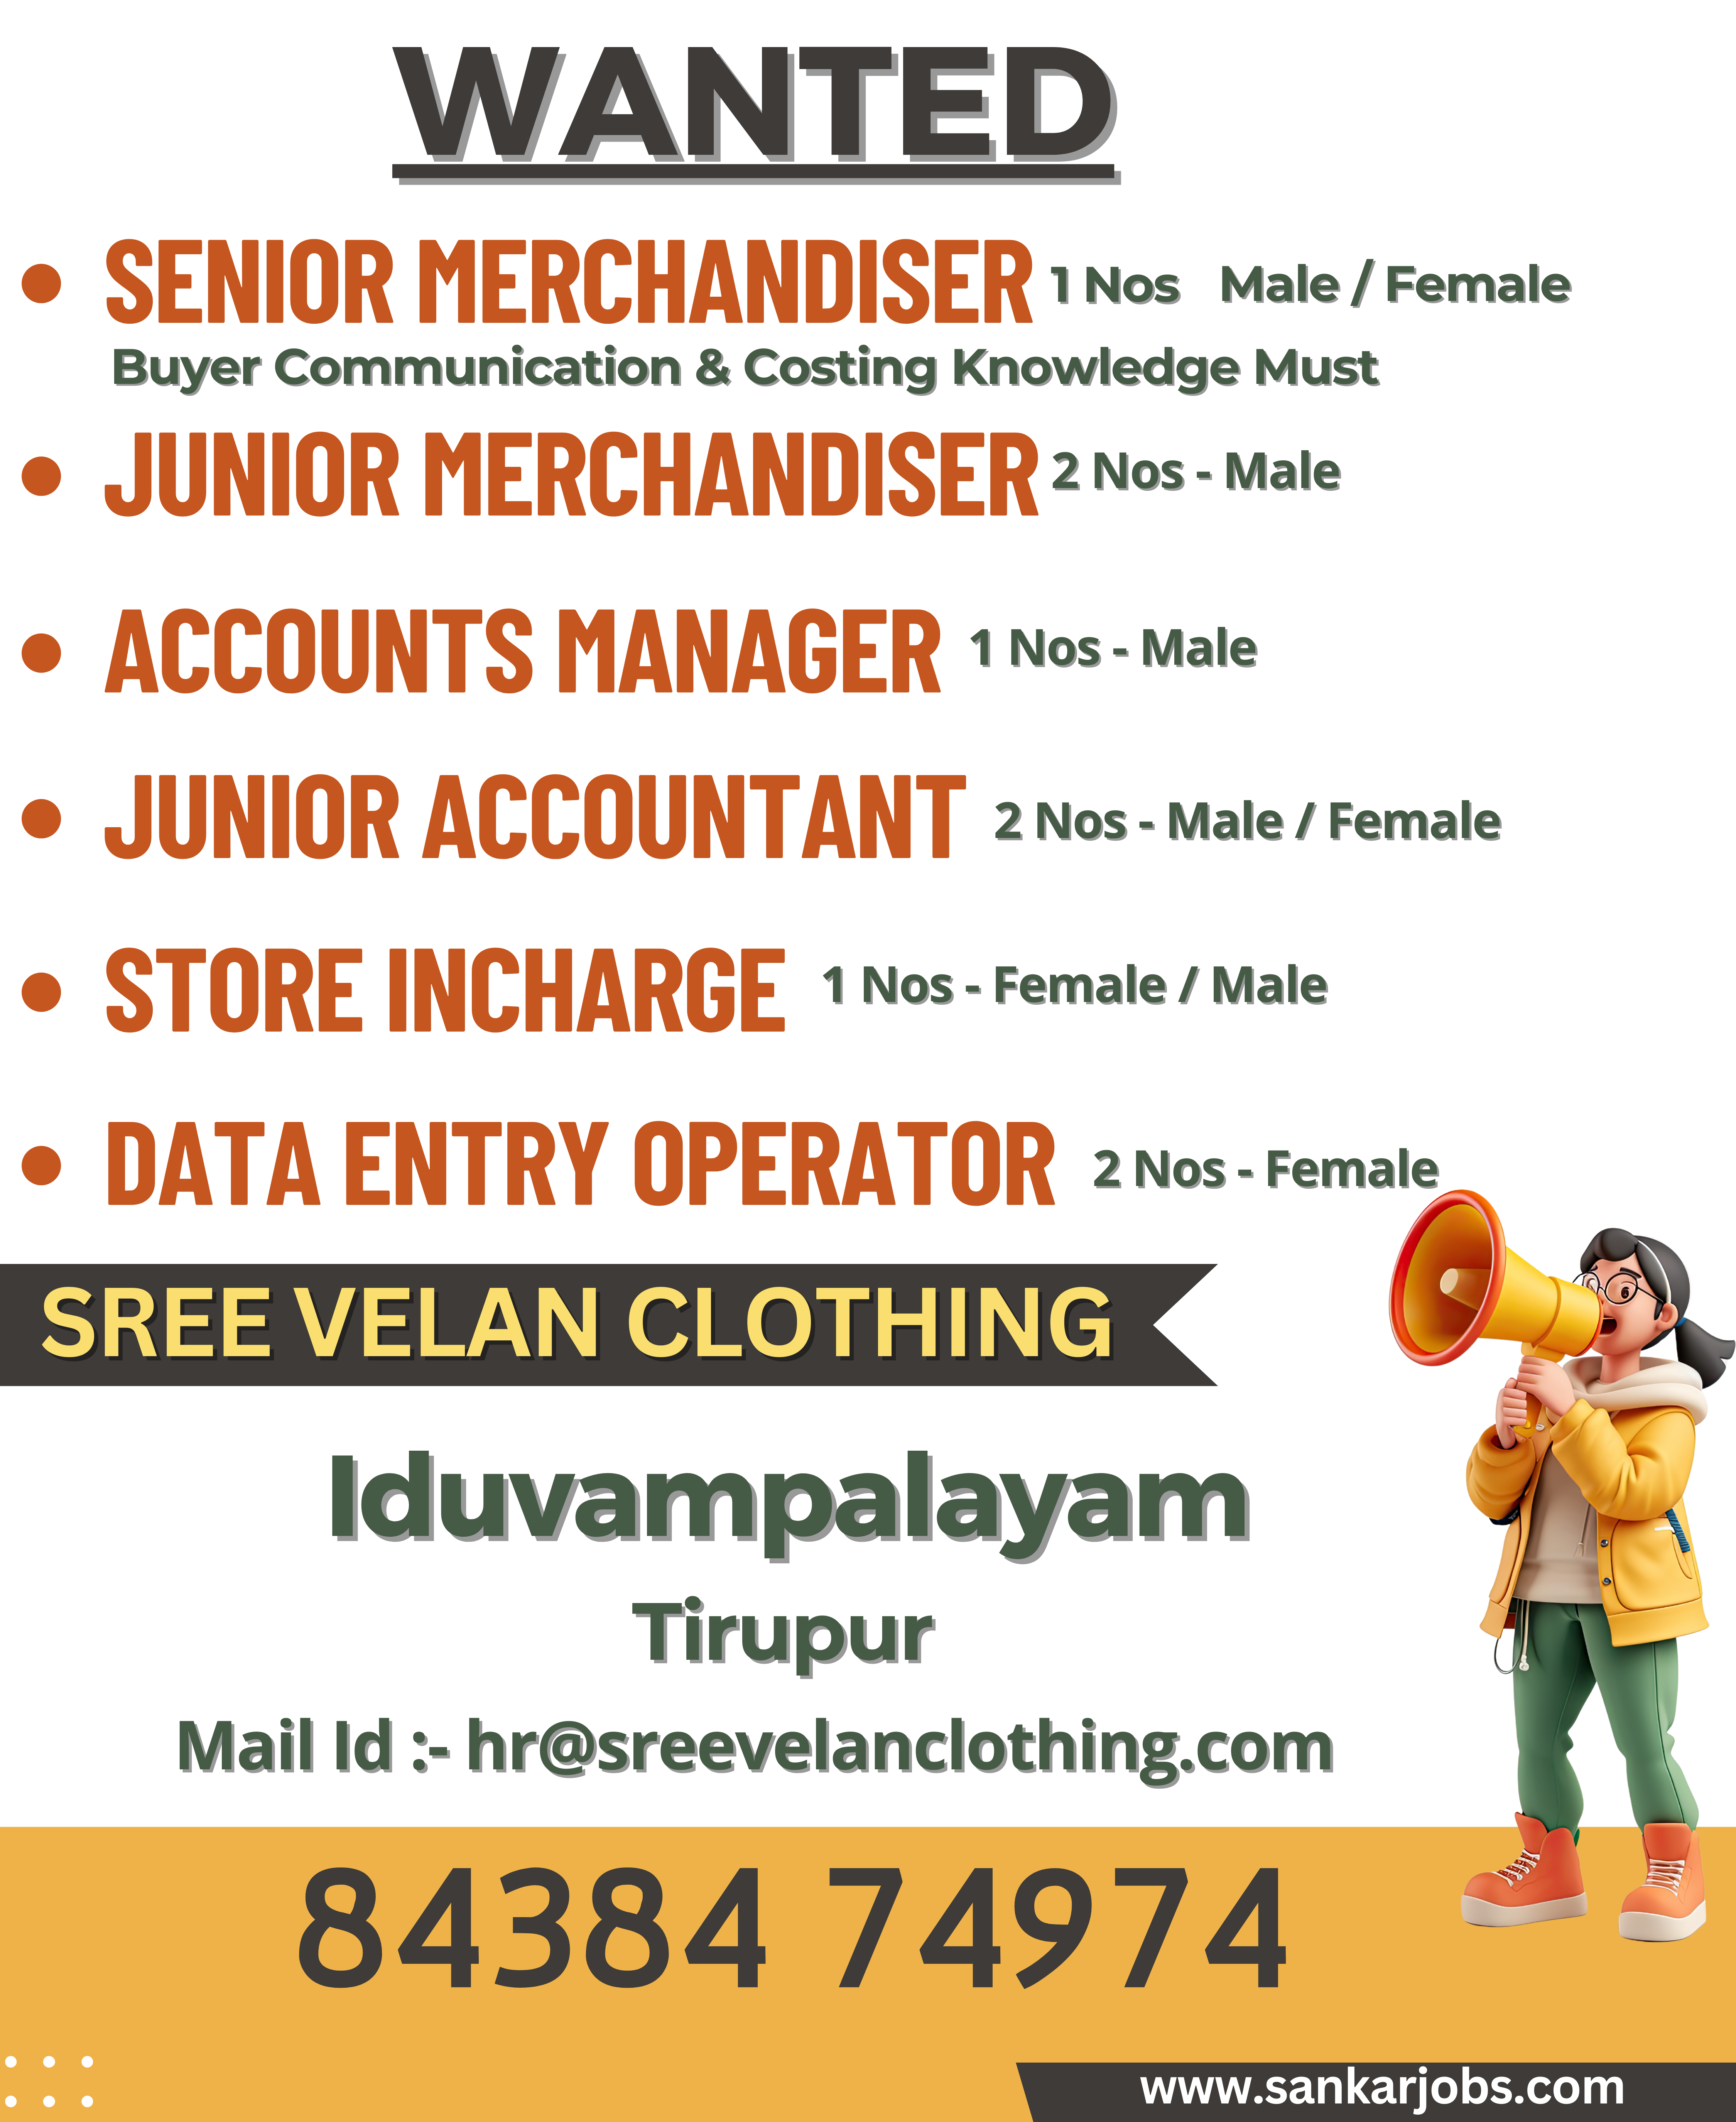 WANTED
SENIOR MERCHANDISER 1 Nos Male / Female
Buyer Communication & Costing Knowledge Must
JUNIOR MERCHANDISER 2 Nos - Male
ACCOUNTS MANAGER 1 Nos - Male
JUNIOR ACCOUNTANT 2 Nos - Male / Female
STORE INCHARGE 1 Nos - Female / Male
DATA ENTRY OPERATOR 2 Nos - Female
SREE VELAN CLOTHING
Iduvampalayam
Tirupur
Mail Id :- hr@sreevelanclothing.com
84384 74974
www.sankarjobs.com